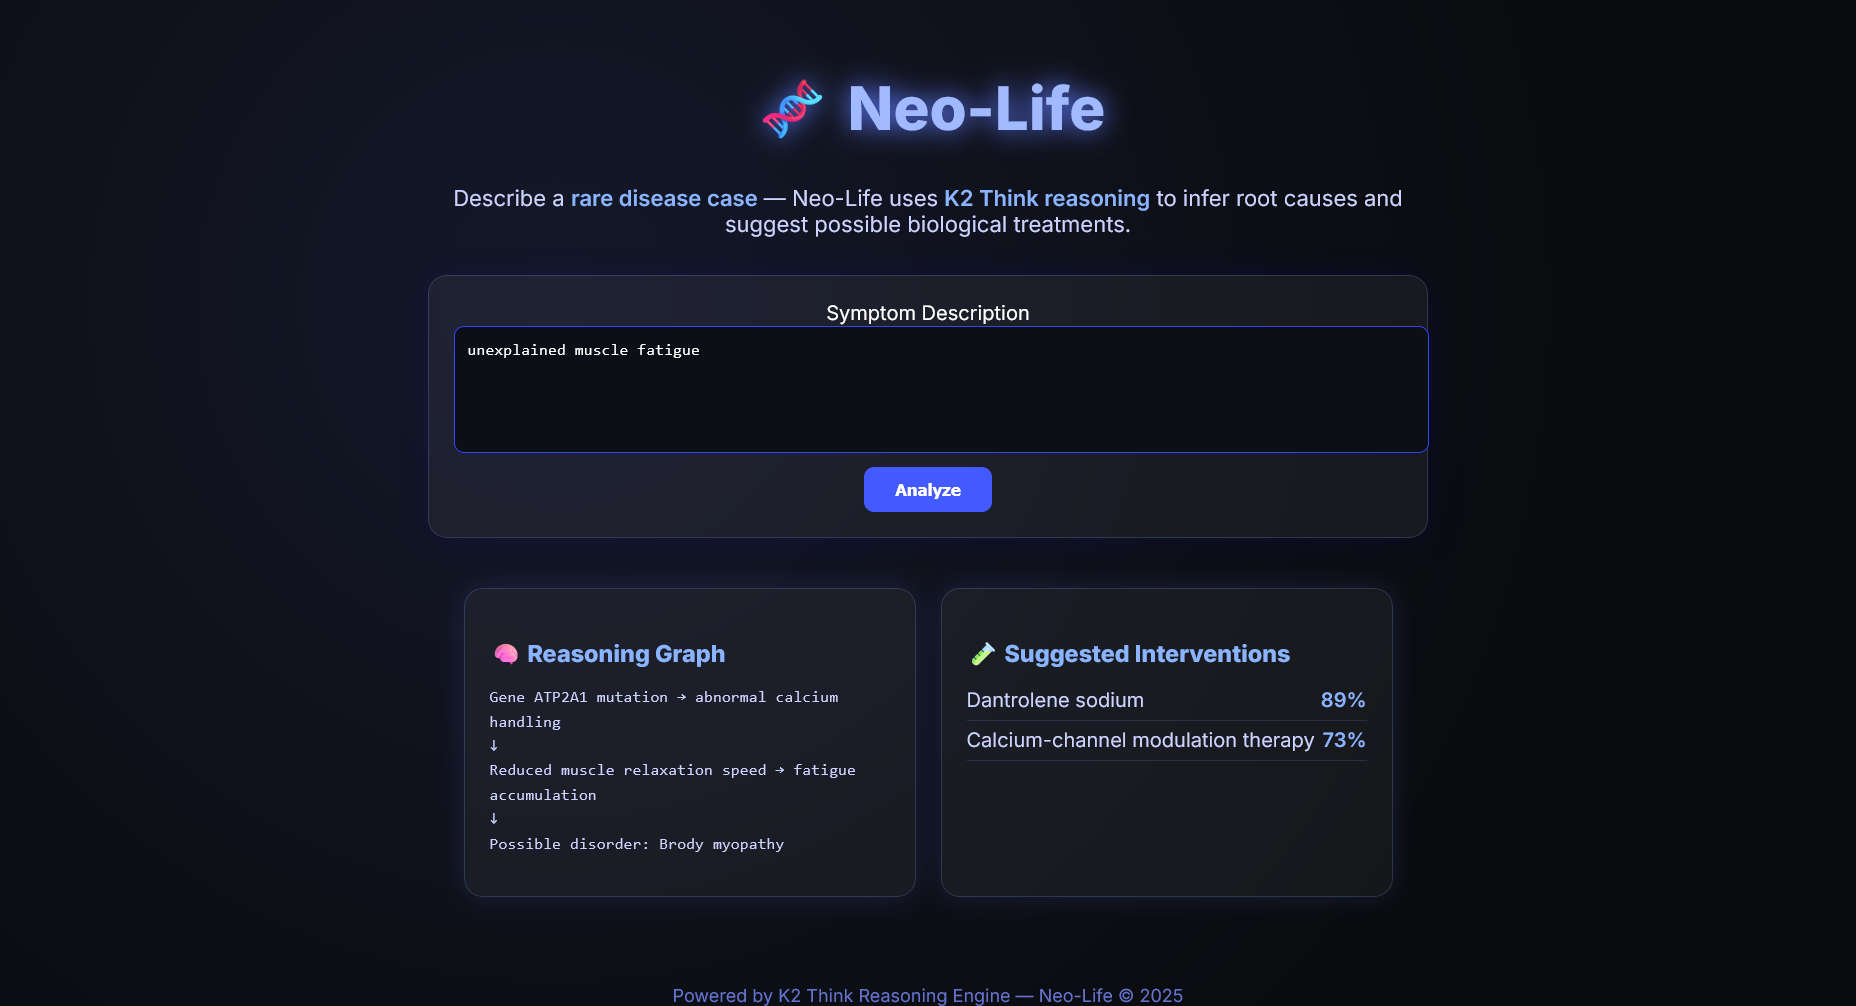 🧬 Neo-Life
Describe a rare disease case — Neo-Life uses K2 Think reasoning to infer root causes and
suggest possible biological treatments.
Symptom Description
unexplained muscle fatigue
Analyze
🧠 Reasoning Graph
Gene ATP2A1 mutation → abnormal calcium
handling
↓
Reduced muscle relaxation speed → fatigue
accumulation
↓
Possible disorder: Brody myopathy
🧪 Suggested Interventions
Dantrolene sodium 89%
Calcium-channel modulation therapy 73%
Powered by K2 Think Reasoning Engine — Neo-Life © 2025